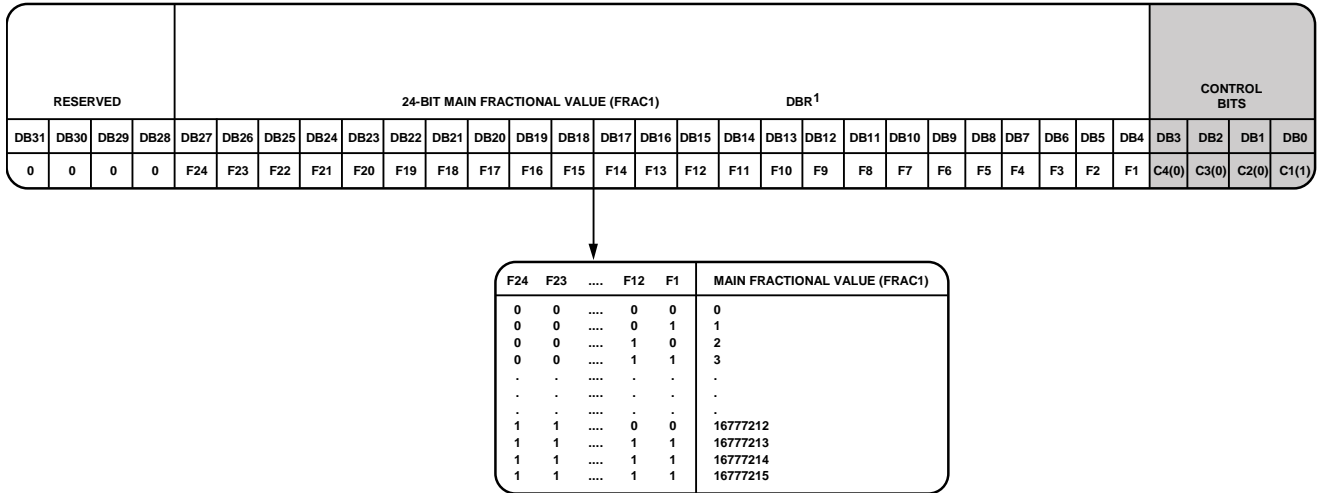 RESERVED 24-BIT MAIN FRACTIONAL VALUE (FRAC1) DBR1 CONTROL BITS
DB31 DB30 DB29 DB28 DB27 DB26 DB25 DB24 DB23 DB22 DB21 DB20 DB19 DB18 DB17 DB16 DB15 DB14 DB13 DB12 DB11 DB10 DB9 DB8 DB7 DB6 DB5 DB4 DB3 DB2 DB1 DB0
0 0 0 0 F24 F23 F22 F21 F20 F19 F18 F17 F16 F15 F14 F13 F12 F11 F10 F9 F8 F7 F6 F5 F4 F3 F2 F1 C4(0) C3(0) C2(0) C1(1)
F24 F23 .... F12 F1 MAIN FRACTIONAL VALUE (FRAC1)
0 0 .... 0 0 0
0 0 .... 0 1 1
0 0 .... 1 0 2
0 0 .... 1 1 3
. . .... . . .
. . .... . . .
. . .... . . .
1 1 .... 0 0 16777212
1 1 .... 1 1 16777213
1 1 .... 1 1 16777214
1 1 .... 1 1 16777215